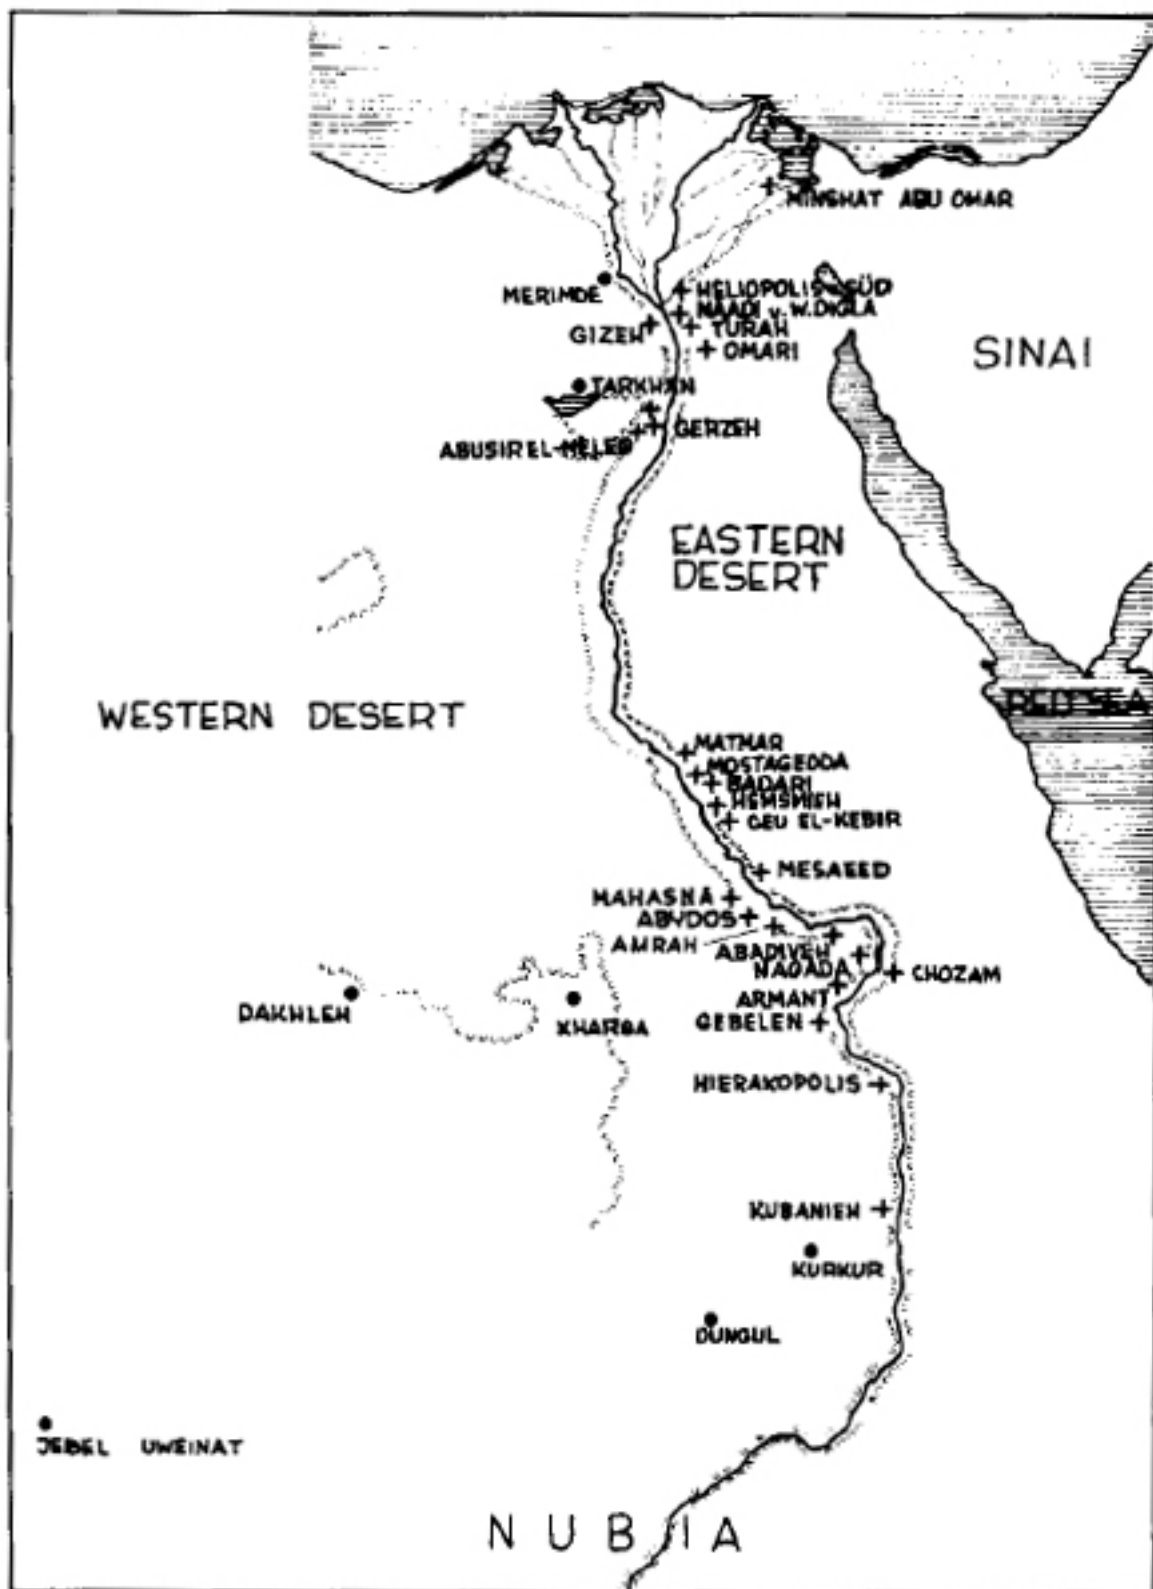 MINSHAT ABU OMAR
MERIMDE
HELIOPOLIS - SÜD
MAADI v. W. DIGLA
GIZEH
TURAH
OMARI
SINAI
TARKHAN
GERZEH
ABUSIR EL-MELEQ
EASTERN
DESERT
WESTERN DESERT
RED SEA
MATMAR
MOSTAGEDDA
BADARI
HEMSMIEH
QEU EL-KEBIR
MESAEED
MAHASNA
ABYDOS
AMRAH
ABADIYEH
NAGADA
CHOZAM
ARMANT
GEBELEN
DAKHLEH
KHARGA
HIERAKOPOLIS
KUBANIEH
KURKUR
DUNGUL
JEBEL UWEINAT
NUBIA